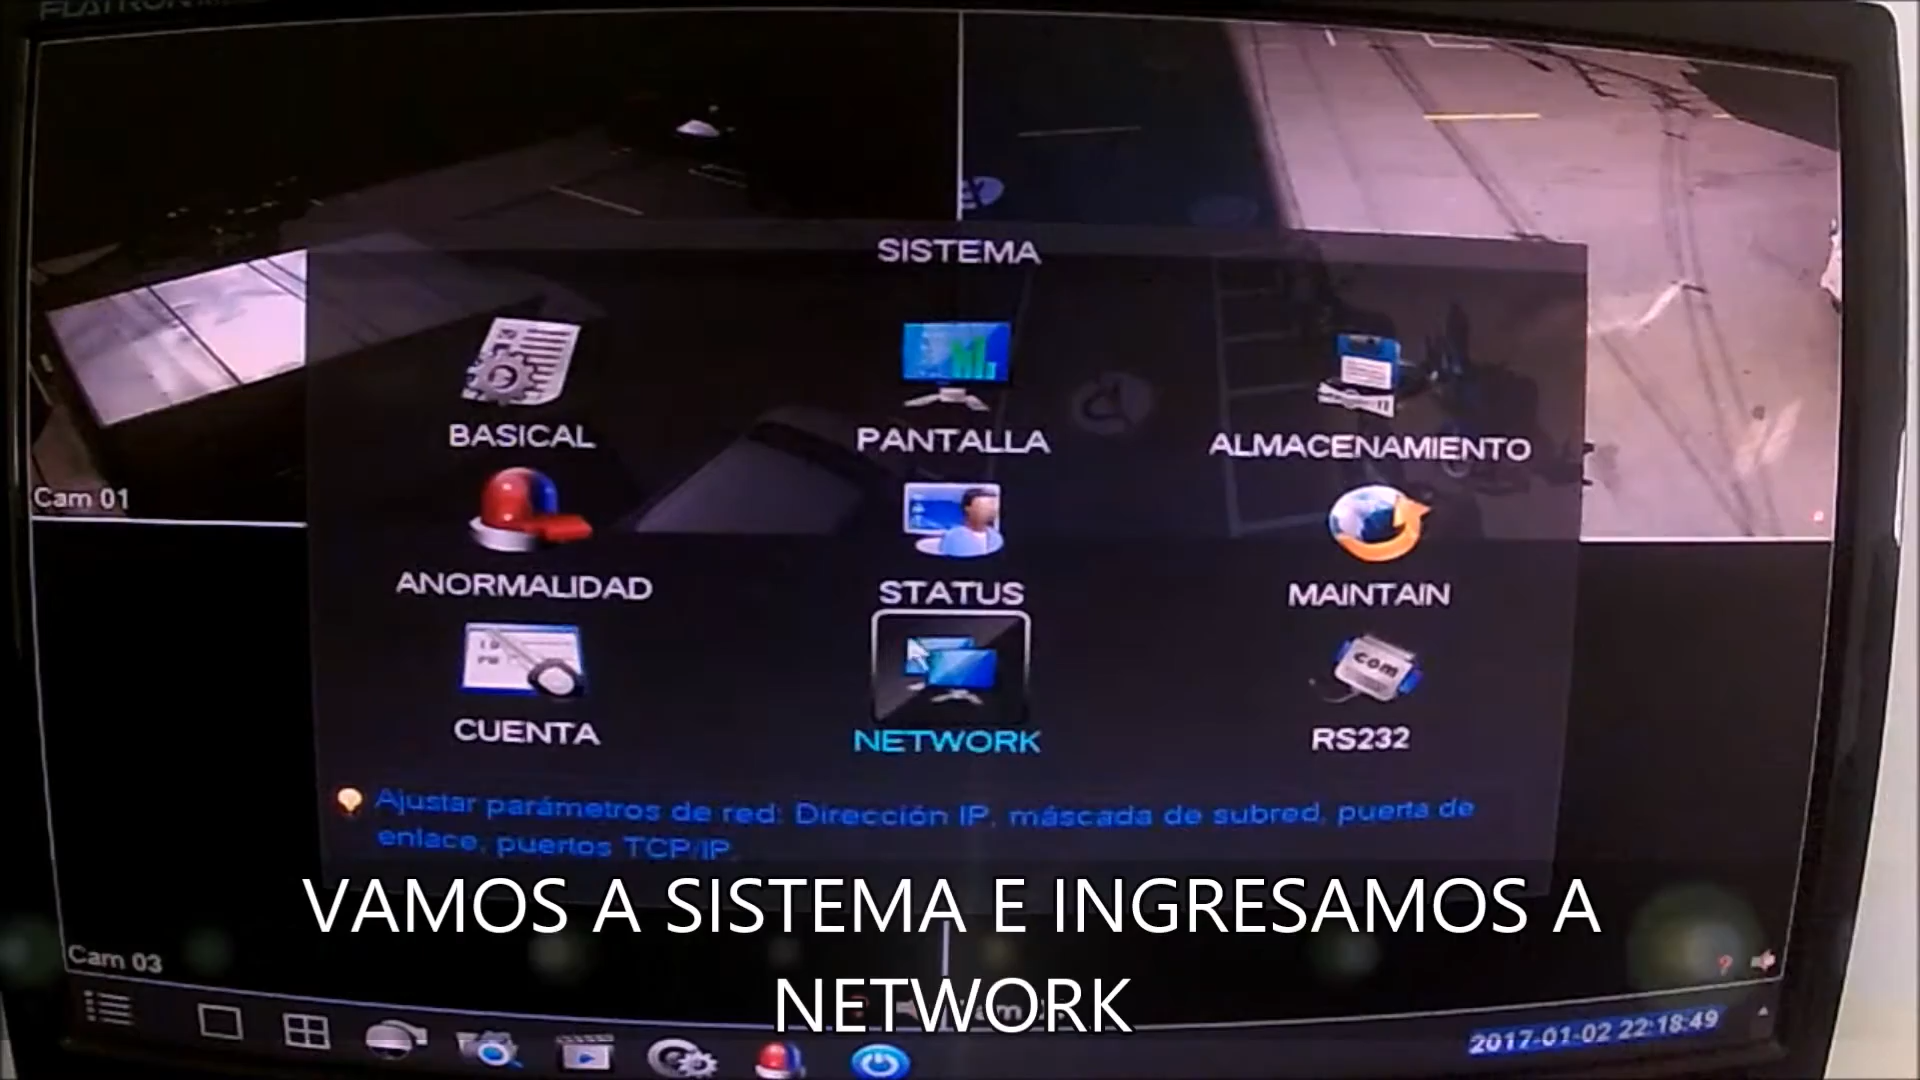 FLATRON
SISTEMA
BASICAL
PANTALLA
ALMACENAMIENTO
ANORMALIDAD
STATUS
MAINTAIN
CUENTA
NETWORK
RS232
Ajustar parámetros de red: Dirección IP, máscada de subred, puerta de
enlace, puertos TCP/IP.
Cam 01
Cam 03
VAMOS A SISTEMA E INGRESAMOS A
NETWORK
2017-01-02 22:18:49
com